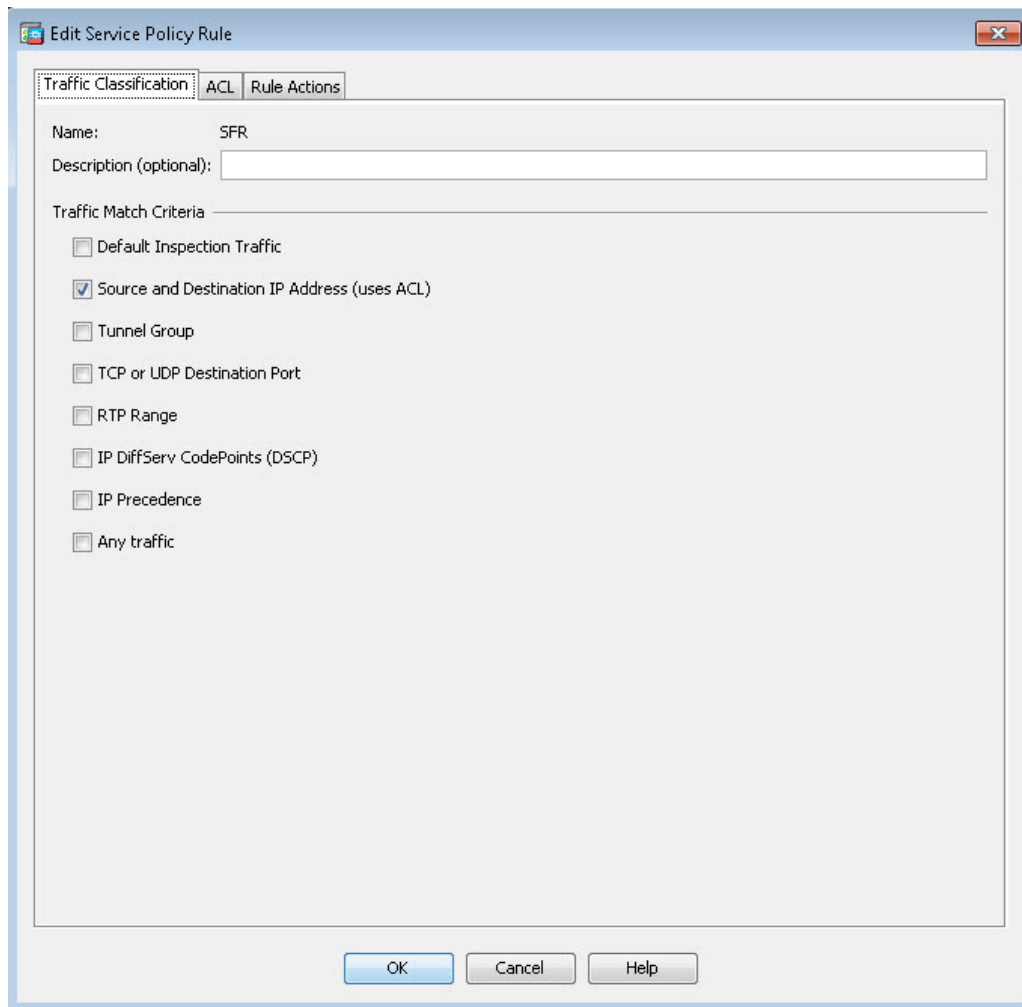 Edit Service Policy Rule
Traffic Classification ACL Rule Actions
Name: SFR
Description (optional):
Traffic Match Criteria
Default Inspection Traffic
Source and Destination IP Address (uses ACL)
Tunnel Group
TCP or UDP Destination Port
RTP Range
IP DiffServ CodePoints (DSCP)
IP Precedence
Any traffic
OK Cancel Help